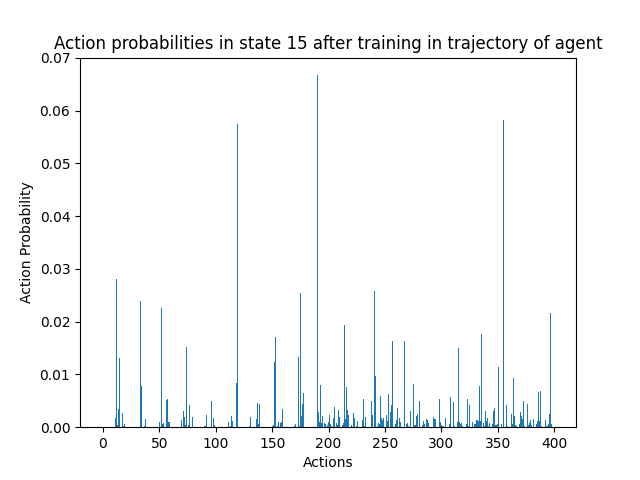 Action probabilities in state 15 after training in trajectory of agent
0.07
0.06
0.05
0.04
0.03
0.02
0.01
0.00
Action Probability
0 50 100 150 200 250 300 350 400
Actions